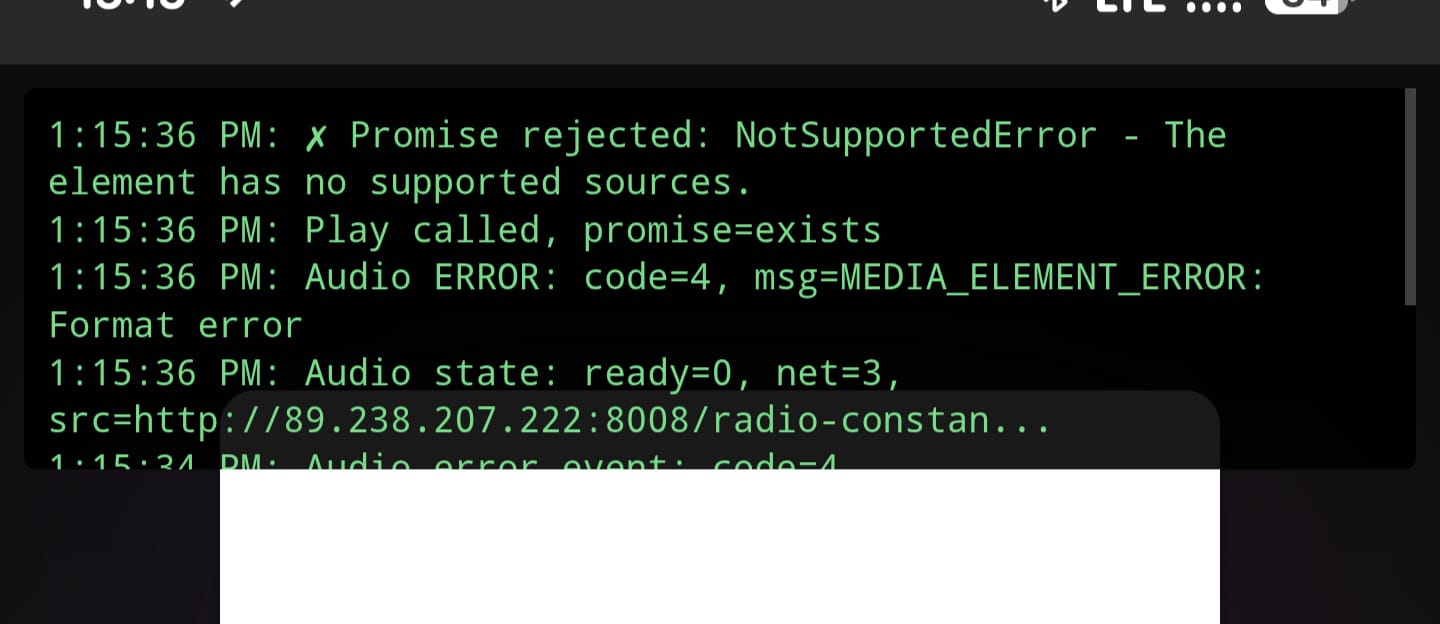 LTE
1:15:36 PM: ✗ Promise rejected: NotSupportedError - The
element has no supported sources.
1:15:36 PM: Play called, promise=exists
1:15:36 PM: Audio ERROR: code=4, msg=MEDIA_ELEMENT_ERROR:
Format error
1:15:36 PM: Audio state: ready=0, net=3,
src=http://89.238.207.222:8008/radio-constan...
1:15:34 PM: Audio error event: code=4